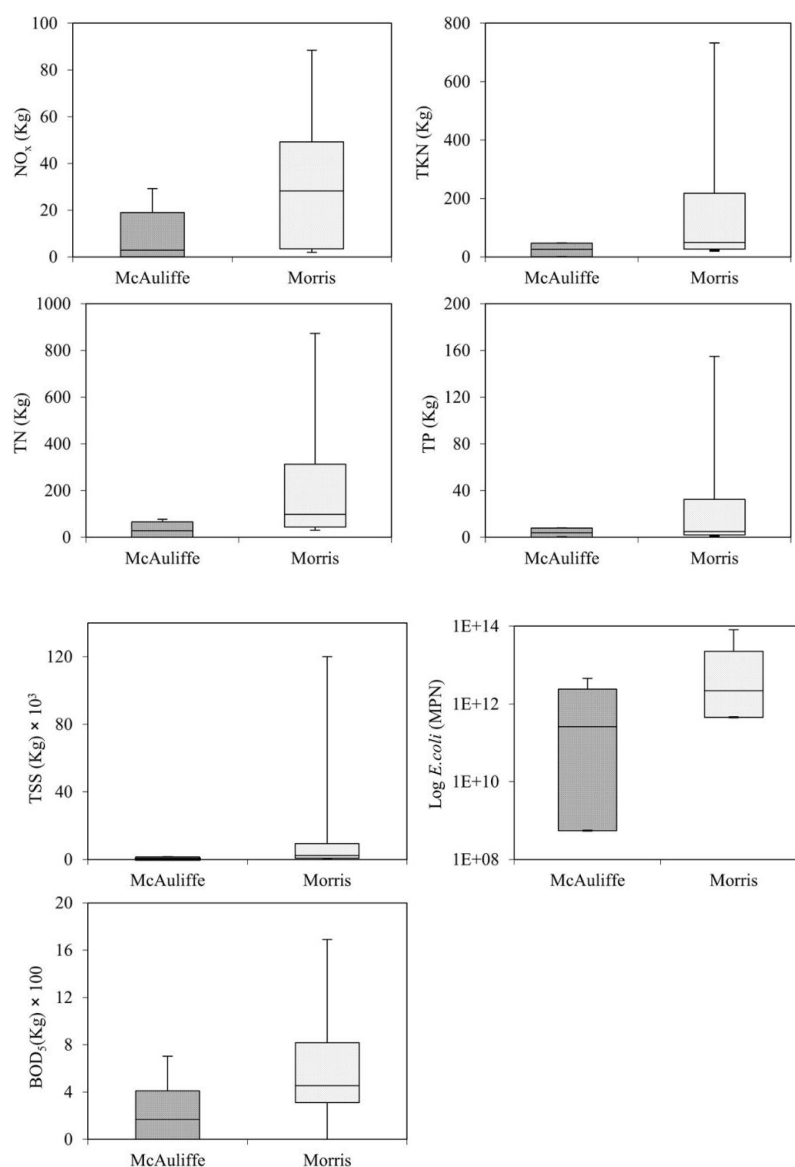 100
80
60
40
20
0
NOx (Kg)
McAuliffe Morris
800
600
400
200
0
TKN (Kg)
McAuliffe Morris
1000
800
600
400
200
0
TN (Kg)
McAuliffe Morris
200
160
120
80
40
0
TP (Kg)
McAuliffe Morris
120
80
40
0
TSS (Kg) × 10³
McAuliffe Morris
1E+14
1E+12
1E+10
1E+08
Log E.coli (MPN)
McAuliffe Morris
20
16
12
8
4
0
BOD₅(Kg) × 100
McAuliffe Morris